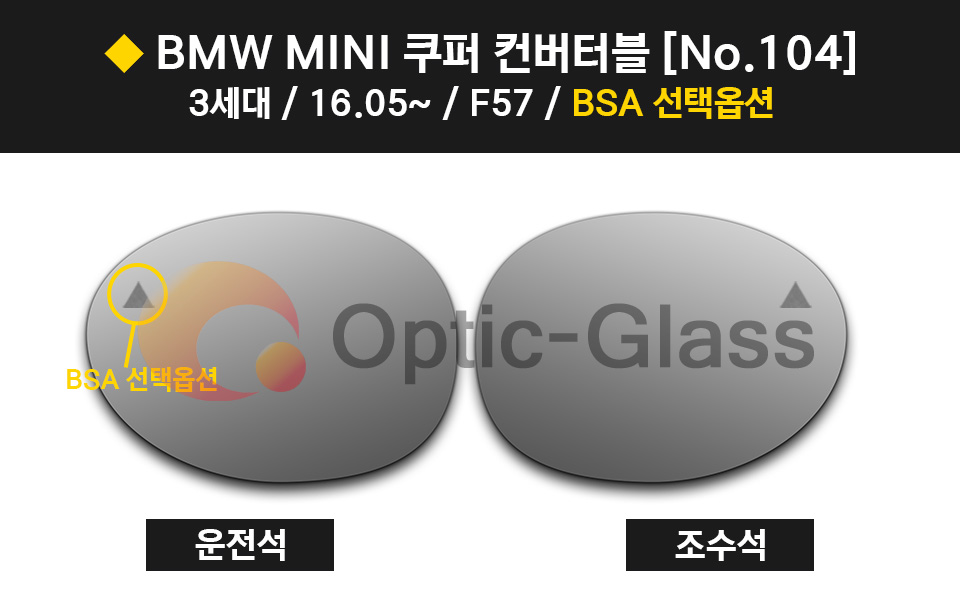 ◆ BMW MINI 쿠퍼 컨버터블 [No.104]
3세대 / 16.05~ / F57 / BSA 선택옵션
Optic-Glass
BSA 선택옵션
운전석
조수석